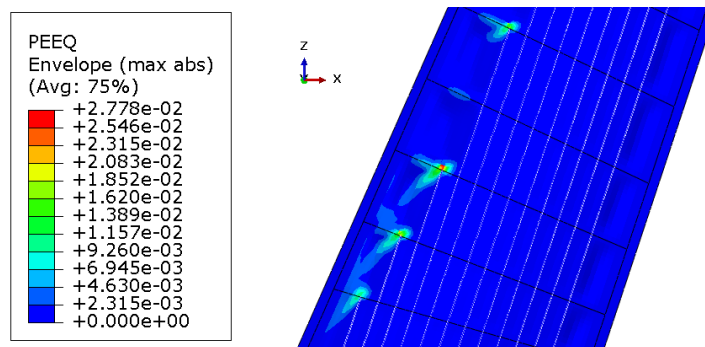 PEEQ
Envelope (max abs)
(Avg: 75%)
+2.778e-02
+2.546e-02
+2.315e-02
+2.083e-02
+1.852e-02
+1.620e-02
+1.389e-02
+1.157e-02
+9.260e-03
+6.945e-03
+4.630e-03
+2.315e-03
+0.000e+00
Z
X